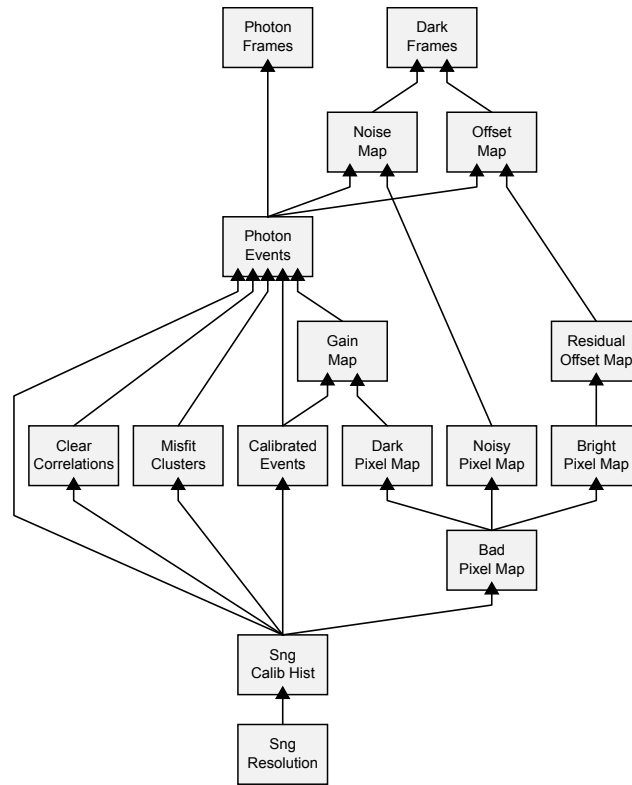 Photon
Frames
Dark
Frames
Noise
Map
Offset
Map
Photon
Events
Gain
Map
Residual
Offset Map
Clear
Correlations
Misfit
Clusters
Calibrated
Events
Dark
Pixel Map
Noisy
Pixel Map
Bright
Pixel Map
Bad
Pixel Map
Sng
Calib Hist
Sng
Resolution